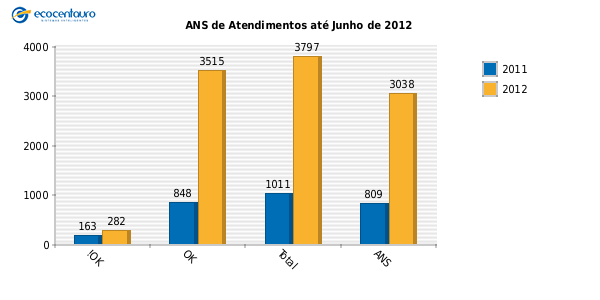 ecocentauro
ANS de Atendimentos até Junho de 2012
4000
3000
2000
1000
0
163
282
848
3515
1011
3797
809
3038
!OK
OK
Total
ANS
2011
2012